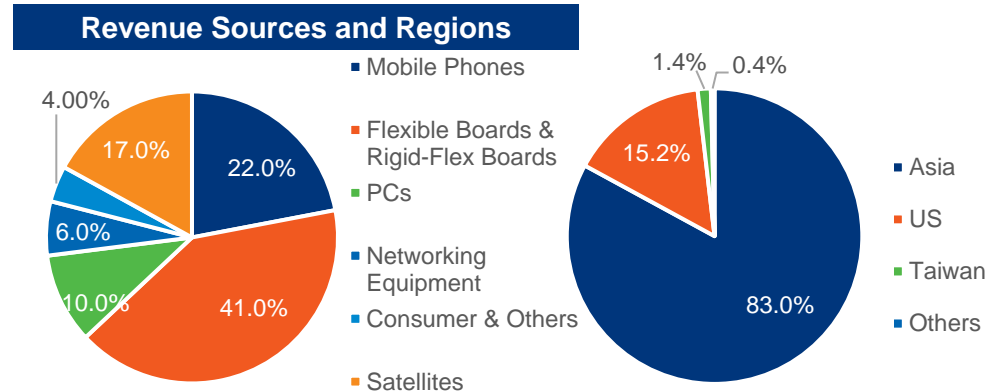 Revenue Sources and Regions
4.00%
17.0%
22.0%
6.0%
10.0%
41.0%
Mobile Phones
Flexible Boards &
Rigid-Flex Boards
PCs
Networking
Equipment
Consumer & Others
Satellites
1.4%
0.4%
15.2%
83.0%
Asia
US
Taiwan
Others